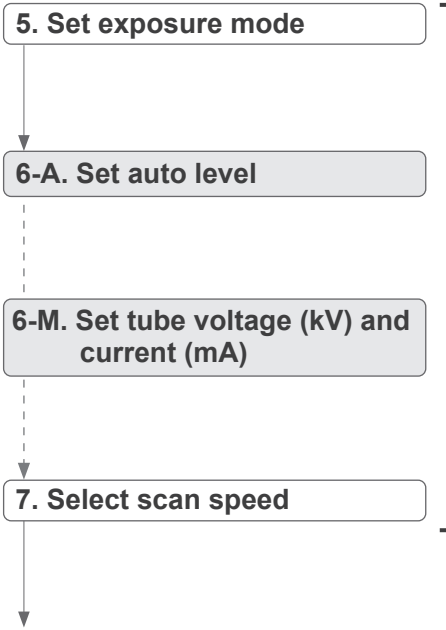 5. Set exposure mode
6-A. Set auto level
6-M. Set tube voltage (kV) and
current (mA)
7. Select scan speed